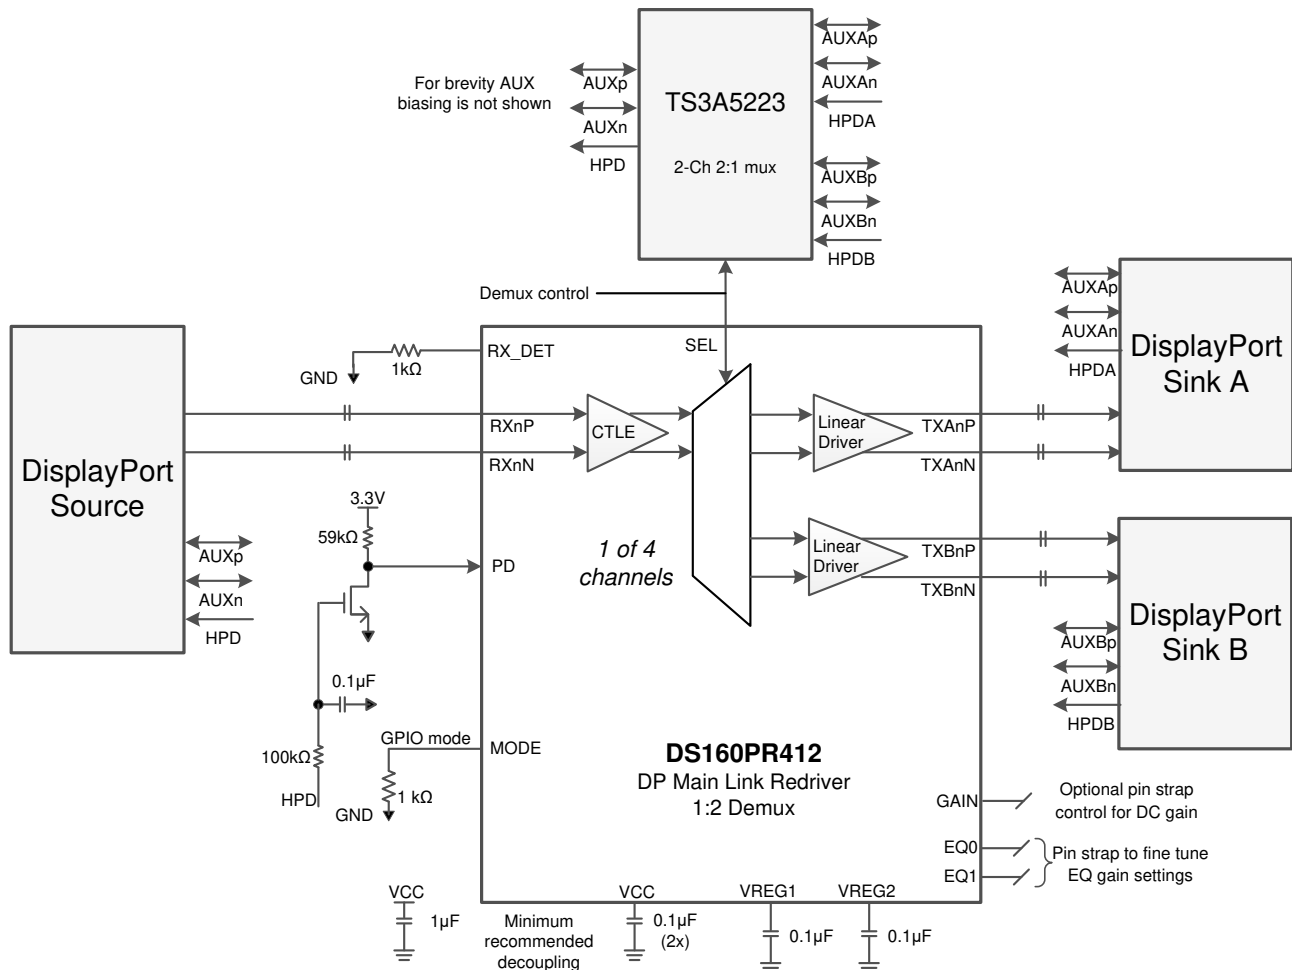 For brevity AUX
biasing is not shown
AUXp
AUXn
HPD
TS3A5223
2-Ch 2:1 mux
AUXAp
AUXAn
HPDA
AUXBp
AUXBn
HPDB
Demux control
DisplayPort
Source
AUXp
AUXn
HPD
GND
1kΩ
RX_DET
SEL
RXnP
RXnN
CTLE
Linear
Driver
TXAnP
TXAnN
Linear
Driver
TXBnP
TXBnN
1 of 4
channels
AUXAp
AUXAn
HPDA
DisplayPort
Sink A
DisplayPort
Sink B
AUXBp
AUXBn
HPDB
3.3V
59kΩ
PD
0.1µF
100kΩ
HPD
GPIO mode
MODE
1 kΩ
GND
DS160PR412
DP Main Link Redriver
1:2 Demux
GAIN
Optional pin strap
control for DC gain
EQ0
EQ1
Pin strap to fine tune
EQ gain settings
VCC
1µF
Minimum
recommended
decoupling
VCC
0.1µF
(2x)
VREG1
0.1µF
VREG2
0.1µF